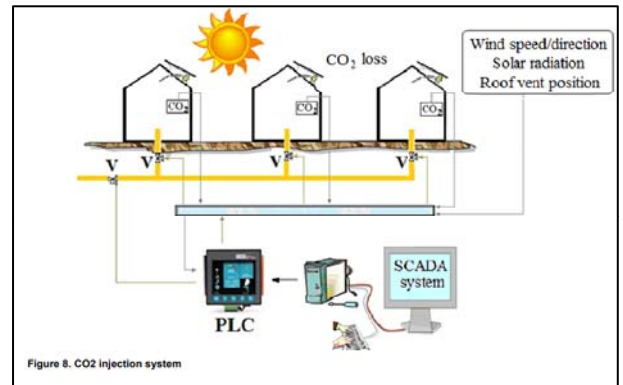 CO2 loss
Wind speed/direction
Solar radiation
Roof vent position
CO2
CO2
CO2
V
V
V
V
SCADA
system
PLC
Figure 8. CO2 injection system